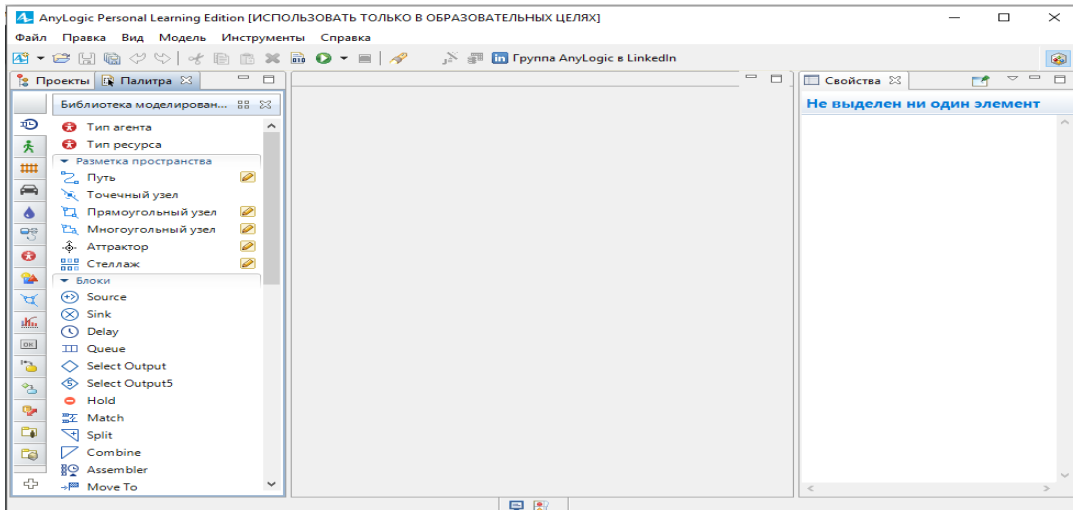 AnyLogic Personal Learning Edition [ИСПОЛЬЗОВАТЬ ТОЛЬКО В ОБРАЗОВАТЕЛЬНЫХ ЦЕЛЯХ]
Файл Правка Вид Модель Инструменты Справка
Группа AnyLogic в LinkedIn
Проекты Палитра
Свойства
Библиотека моделирован...
Не выделен ни один элемент
Тип агента
Тип ресурса
Разметка пространства
Путь
Точечный узел
Прямоугольный узел
Многоугольный узел
Аттрактор
Стеллаж
Блоки
Source
Sink
Delay
Queue
Select Output
Select Output5
Hold
Match
Split
Combine
Assembler
Move To